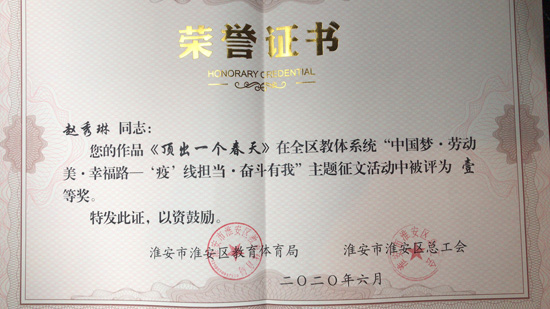 荣誉证书
HONORARY CREDENTIAL
赵秀琳 同志：
您的作品《顶出一个春天》在全区教体系统“中国梦·劳动
美·幸福路—‘疫’线担当·奋斗有我”主题征文活动中被评为 壹
等奖。
特发此证，以资鼓励。
淮安市淮安区教育体育局 淮安市淮安区总工会
二〇二〇年六月